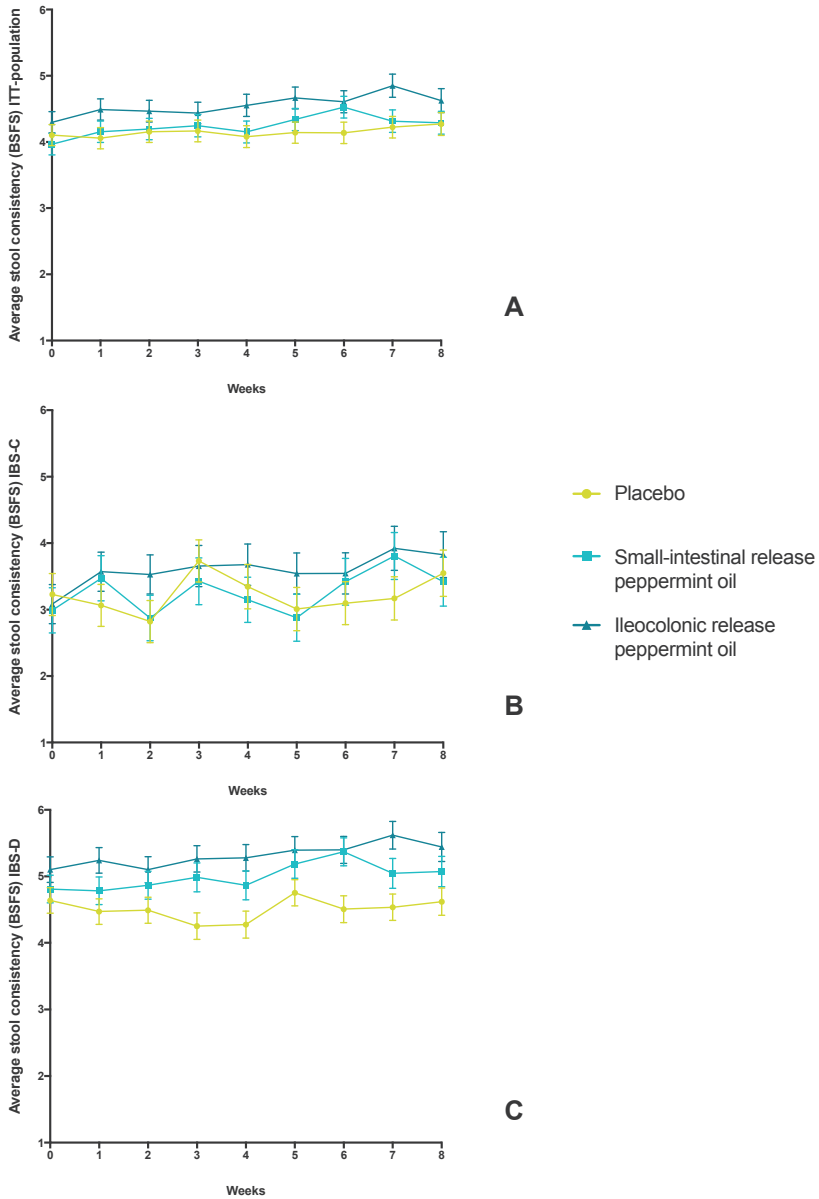 Average stool consistency (BSFS) ITT-population
6
5
4
3
2
1
0 1 2 3 4 5 6 7 8
Weeks
A
Average stool consistency (BSFS) IBS-C
6
5
4
3
2
1
0 1 2 3 4 5 6 7 8
Weeks
B
Placebo
Small-intestinal release
peppermint oil
Ileocolonic release
peppermint oil
Average stool consistency (BSFS) IBS-D
6
5
4
3
2
1
0 1 2 3 4 5 6 7 8
Weeks
C